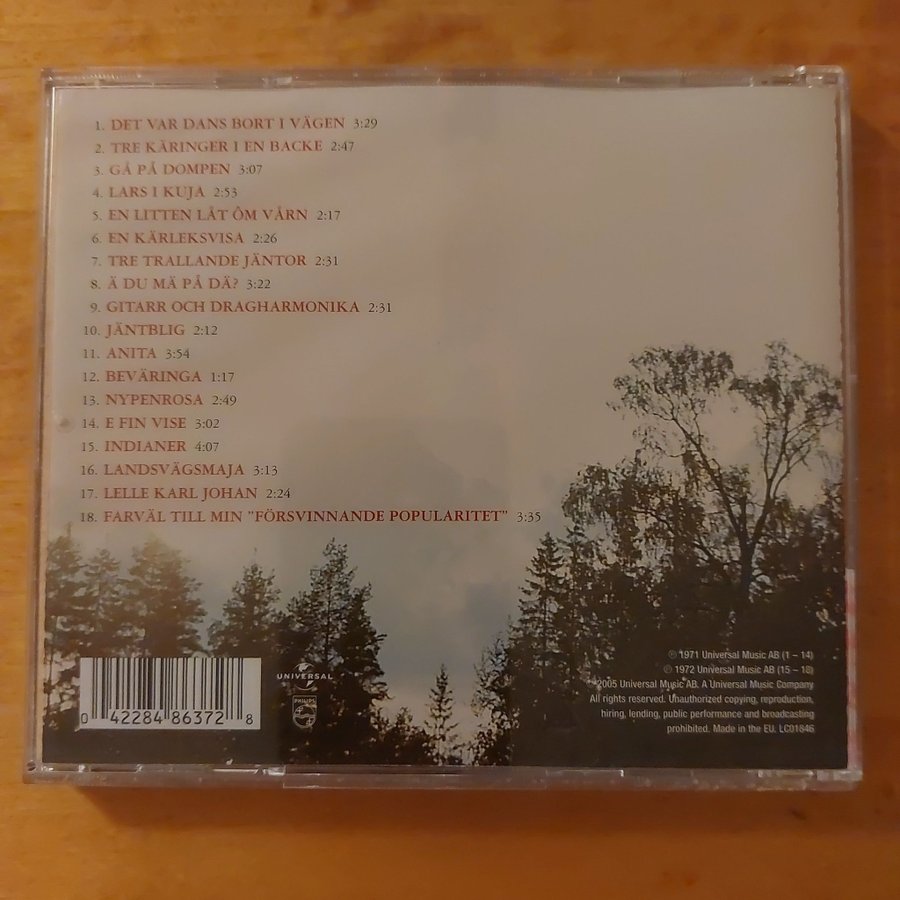 1. DET VAR DANS BORT I VÄGEN 3:29
2. TRE KÄRINGER I EN BACKE 2:47
3. GÅ PÅ DOMPEN 3:07
4. LARS I KUJA 2:53
5. EN LITTEN LÅT ÔM VÅRN 2:17
6. EN KÄRLEKSVISA 2:26
7. TRE TRALLANDE JÄNTOR 2:31
8. Ä DU MÄ PÅ DÄ? 3:22
9. GITARR OCH DRAGHARMONIKA 2:31
10. JÄNTBLIG 2:12
11. ANITA 3:54
12. BEVÄRINGA 1:17
13. NYPENROSA 2:49
14. E FIN VISE 3:02
15. INDIANER 4:07
16. LANDSVÄGSMAJA 3:13
17. LELLE KARL JOHAN 2:24
18. FARVÄL TILL MIN "FÖRSVINNANDE POPULARITET" 3:35
0 42284 86372 8
UNIVERSAL
PHILIPS
℗ 1971 Universal Music AB (1 – 14)
℗ 1972 Universal Music AB (15 – 18)
2005 Universal Music AB. A Universal Music Company
All rights reserved. Unauthorized copying, reproduction,
hiring, lending, public performance and broadcasting
prohibited. Made in the EU. LC01846